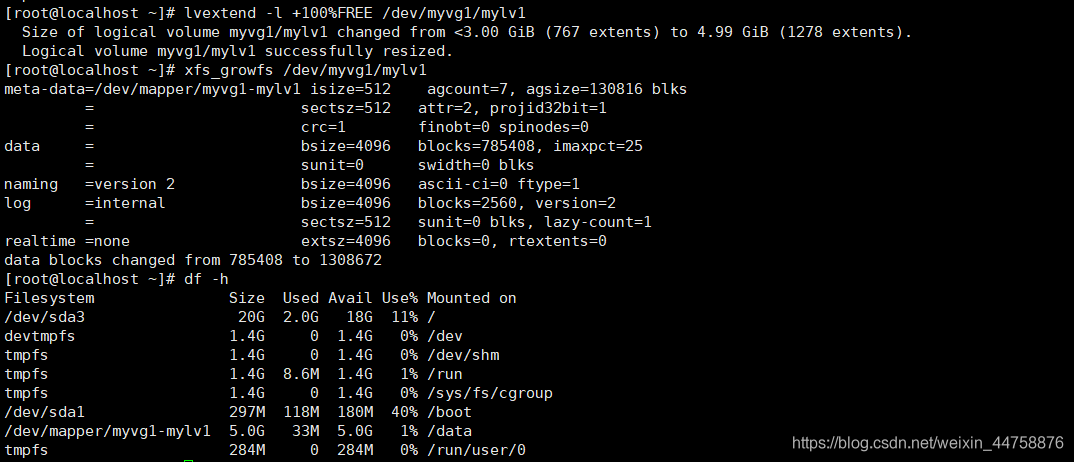 [root@localhost ~]# lvextend -l +100%FREE /dev/myvg1/mylv1
  Size of logical volume myvg1/mylv1 changed from <3.00 GiB (767 extents) to 4.99 GiB (1278 extents).
  Logical volume myvg1/mylv1 successfully resized.
[root@localhost ~]# xfs_growfs /dev/myvg1/mylv1
meta-data=/dev/mapper/myvg1-mylv1 isize=512    agcount=7, agsize=130816 blks
         =                       sectsz=512   attr=2, projid32bit=1
         =                       crc=1        finobt=0 spinodes=0
data     =                       bsize=4096   blocks=785408, imaxpct=25
         =                       sunit=0      swidth=0 blks
naming   =version 2              bsize=4096   ascii-ci=0 ftype=1
log      =internal               bsize=4096   blocks=2560, version=2
         =                       sectsz=512   sunit=0 blks, lazy-count=1
realtime =none                   extsz=4096   blocks=0, rtextents=0
data blocks changed from 785408 to 1308672
[root@localhost ~]# df -h
Filesystem               Size  Used Avail Use% Mounted on
/dev/sda3                 20G  2.0G   18G  11% /
devtmpfs                 1.4G     0  1.4G   0% /dev
tmpfs                    1.4G     0  1.4G   0% /dev/shm
tmpfs                    1.4G  8.6M  1.4G   1% /run
tmpfs                    1.4G     0  1.4G   0% /sys/fs/cgroup
/dev/sda1                297M  118M  180M  40% /boot
/dev/mapper/myvg1-mylv1  5.0G   33M  5.0G   1% /data
tmpfs                    284M     0  284M   0% /run/user/0
https://blog.csdn.net/weixin_44758876